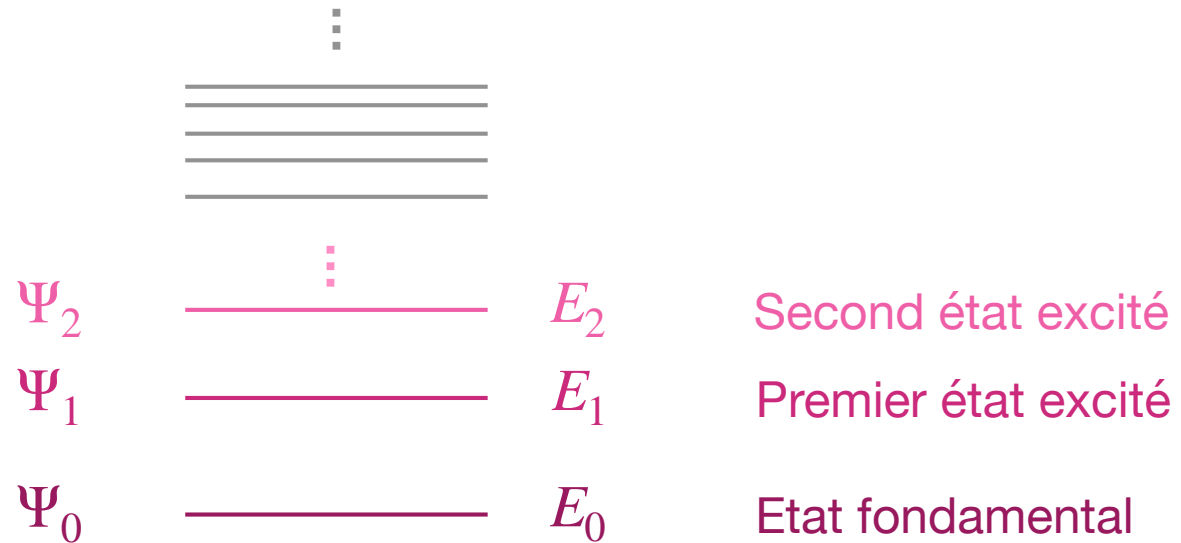 Ψ₂ E₂ Second état excité
Ψ₁ E₁ Premier état excité
Ψ₀ E₀ Etat fondamental